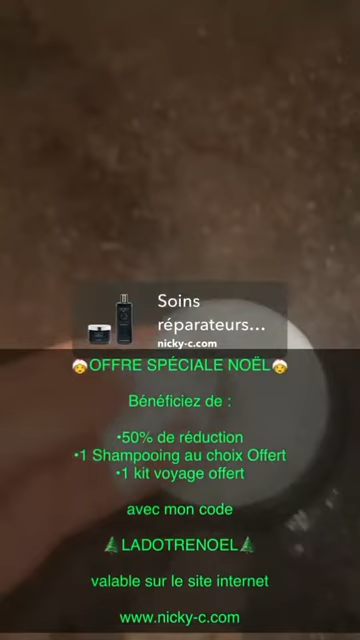 Soins
réparateurs...
nicky-c.com
🤶OFFRE SPÉCIALE NOËL🤶
Bénéficiez de :
•50% de réduction
•1 Shampooing au choix Offert
•1 kit voyage offert
avec mon code
🎄LADOTRENOEL🎄
valable sur le site internet
www.nicky-c.com